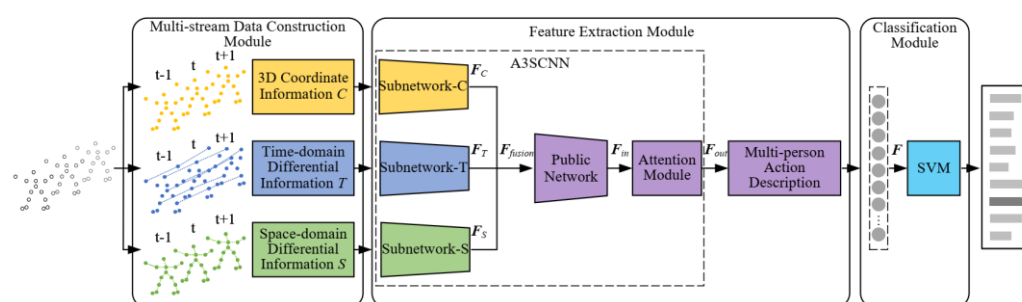 Multi-stream Data Construction
Module
Feature Extraction Module
Classification
Module
A3SCNN
t-1 t t+1
3D Coordinate
Information C
Subnetwork-C
F_C
t-1 t t+1
Time-domain
Differential
Information T
Subnetwork-T
F_T
F_fusion
Public
Network
F_in
Attention
Module
F_out
Multi-person
Action
Description
F
SVM
t-1 t t+1
Space-domain
Differential
Information S
Subnetwork-S
F_S